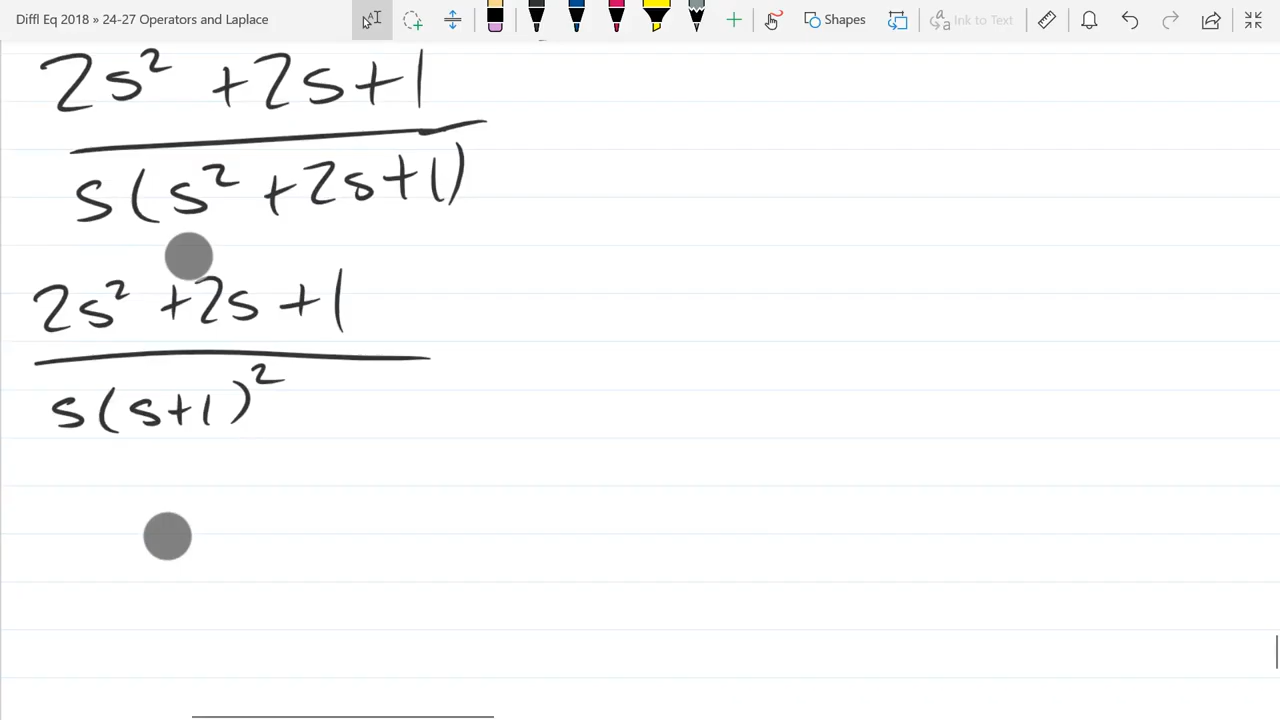 Diffl Eq 2018 » 24-27 Operators and Laplace
Shapes
Ink to Text
2s² + 2s + 1
s(s² + 2s + 1)
2s² + 2s + 1
s(s+1)²